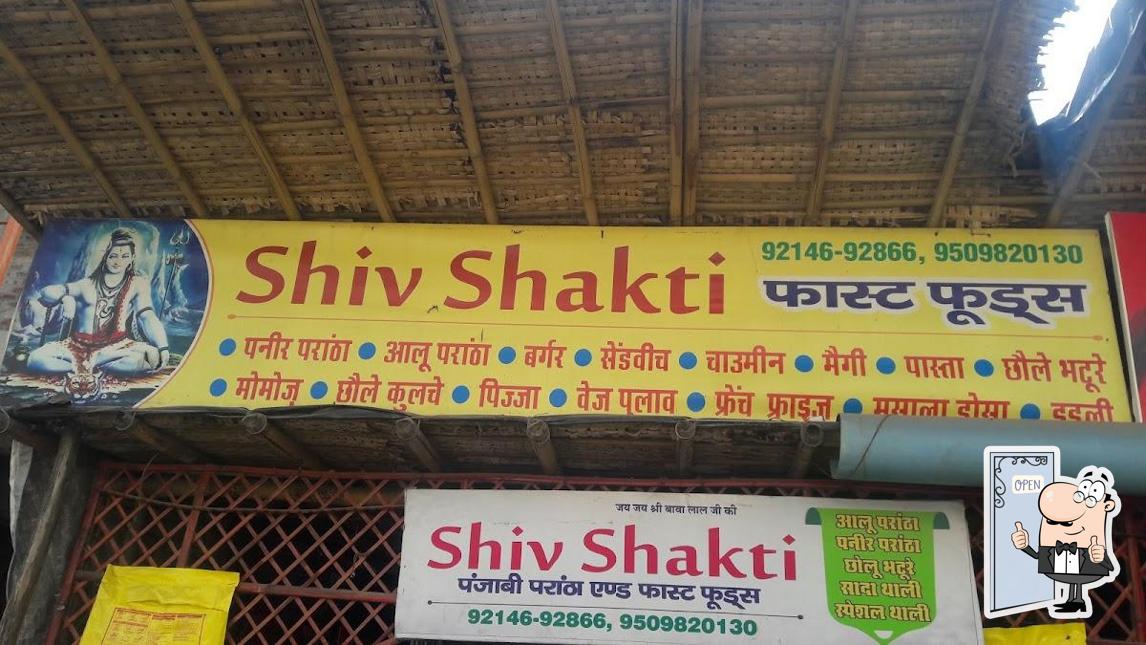 Shiv Shakti
92146-92866, 9509820130
फास्ट फूड्स
पनीर परांठा ● आलू परांठा ● बर्गर ● सेंडवीच ● चाउमीन ● मैगी ● पास्ता ● छौले भटूरे
मोमोज् ● छौले कुलचे ● पिज्जा ● वेज पुलाव ● फ्रेंच फ्राइज् ● मसाला डोसा ● इडली
OPEN
जय जय श्री बावा लाल जी की
Shiv Shakti
पंजाबी परांठा एण्ड फास्ट फूड्स
92146-92866, 9509820130
आलू परांठा
पनीर परांठा
छोलू भटूरे
सादा थाली
स्पेशल थाली